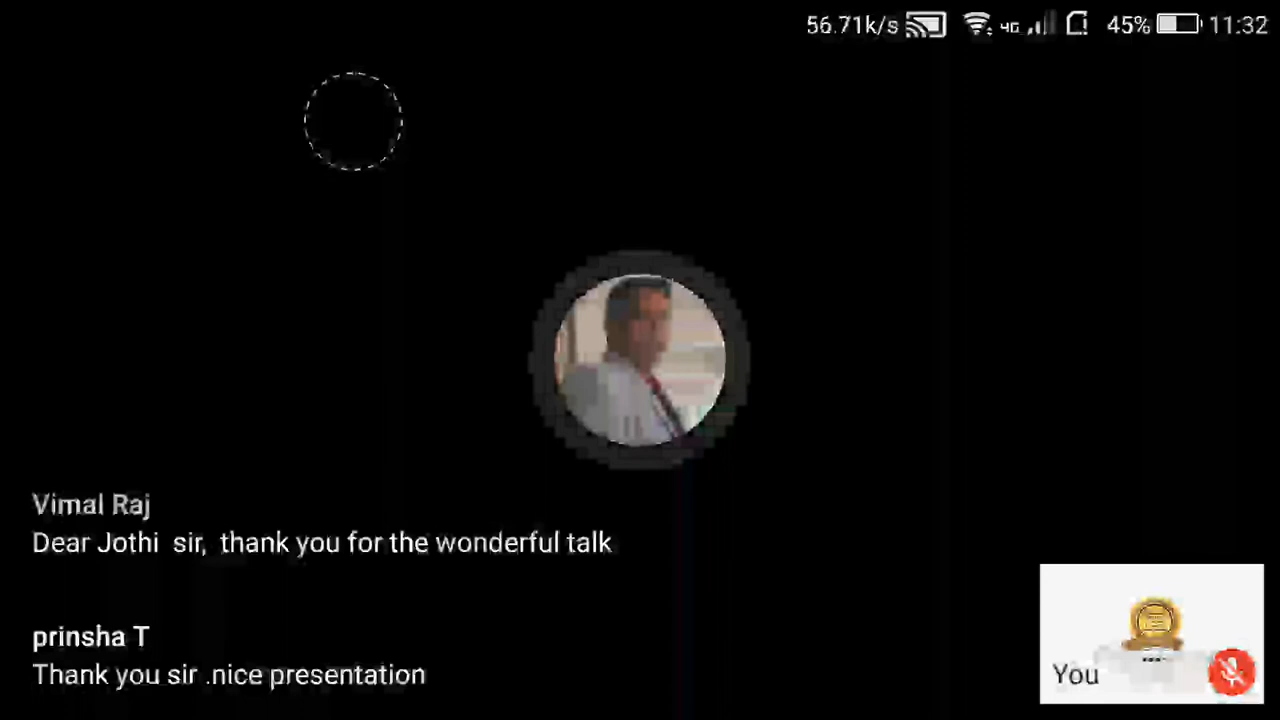 56.71k/s 4G 45% 11:32
Vimal Raj
Dear Jothi sir, thank you for the wonderful talk
prinsha T
Thank you sir .nice presentation
You